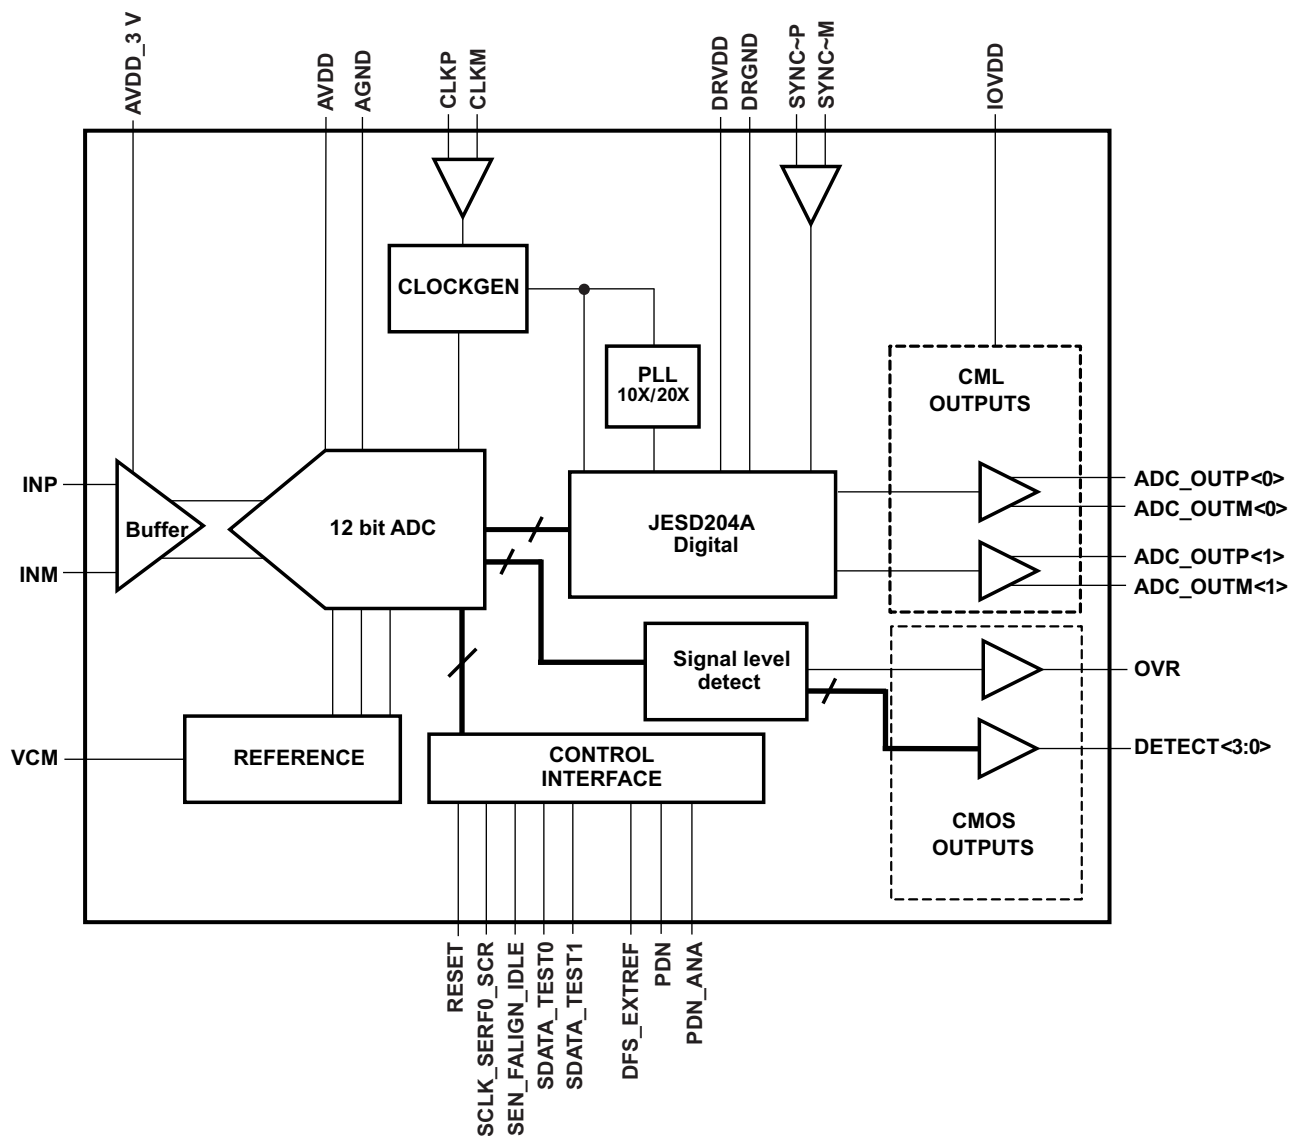 AVDD_3 V
AVDD
AGND
CLKP
CLKM
DRVDD
DRGND
SYNC~P
SYNC~M
IOVDD
CLOCKGEN
PLL
10X/20X
CML
OUTPUTS
INP
INM
Buffer
12 bit ADC
JESD204A
Digital
ADC_OUTP<0>
ADC_OUTM<0>
ADC_OUTP<1>
ADC_OUTM<1>
Signal level
detect
OVR
DETECT<3:0>
VCM
REFERENCE
CONTROL
INTERFACE
CMOS
OUTPUTS
RESET
SCLK_SERF0_SCR
SEN_FALIGN_IDLE
SDATA_TEST0
SDATA_TEST1
DFS_EXTREF
PDN
PDN_ANA